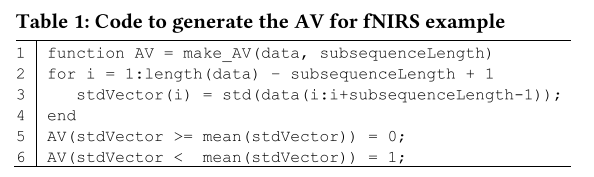 Table 1: Code to generate the AV for fNIRS example
1 function AV = make_AV(data, subsequenceLength)
2 for i = 1:length(data) - subsequenceLength + 1
3    stdVector(i) = std(data(i:i+subsequenceLength-1));
4 end
5 AV(stdVector >= mean(stdVector)) = 0;
6 AV(stdVector <  mean(stdVector)) = 1;